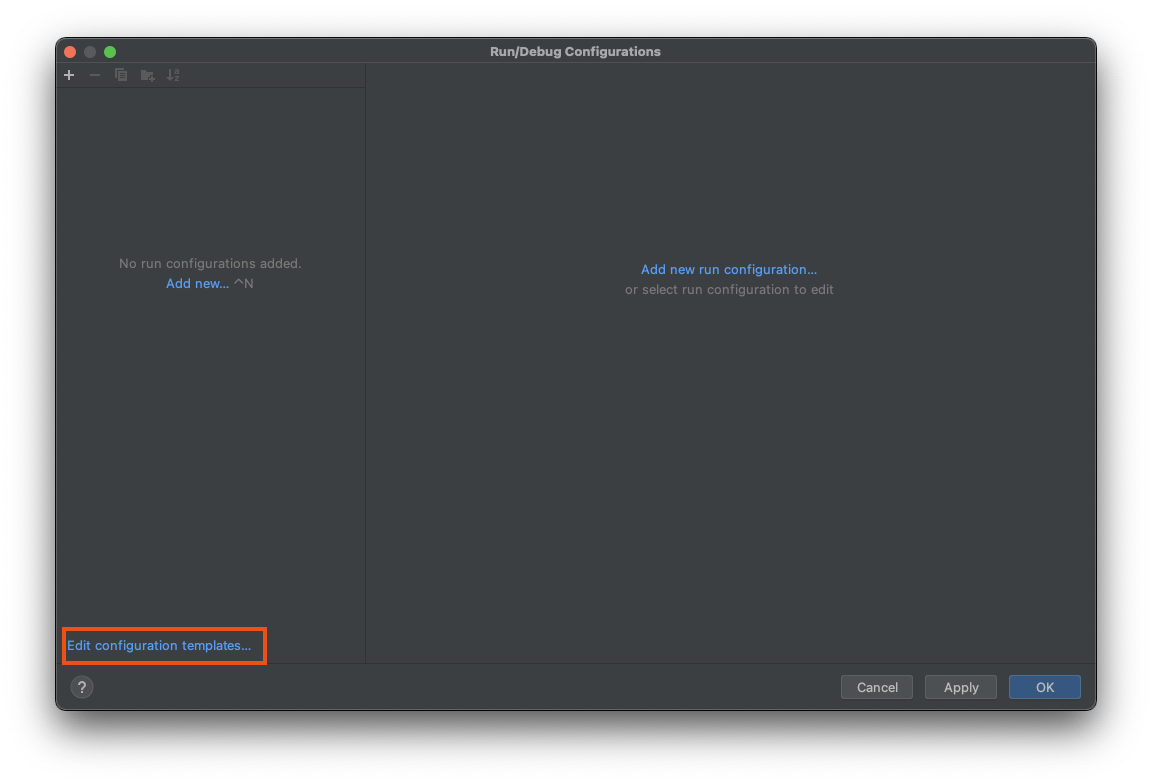 Run/Debug Configurations
No run configurations added.
Add new... ^N
Add new run configuration...
or select run configuration to edit
Edit configuration templates...
?
Cancel
Apply
OK